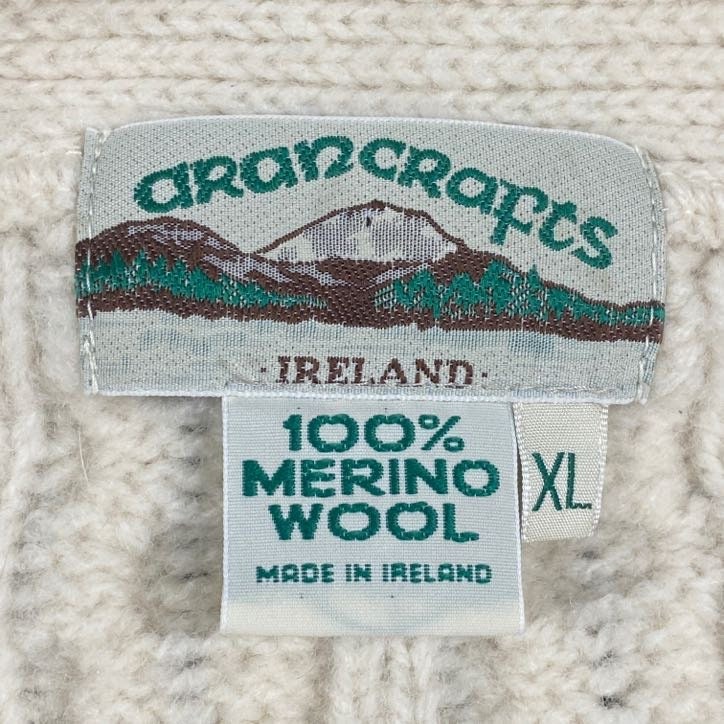 arancrafts
·IRELAND·
100%
MERINO
WOOL
XL
MADE IN IRELAND